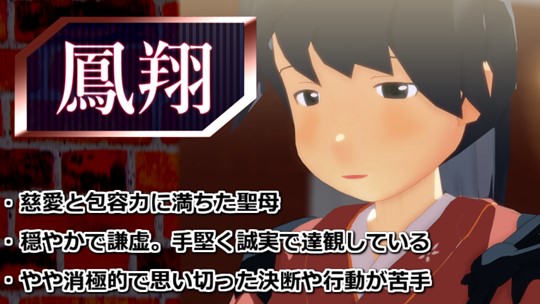 鳳翔
・慈愛と包容力に満ちた聖母
・穏やかで謙虚。手堅く誠実で達観している
・やや消極的で思い切った決断や行動が苦手